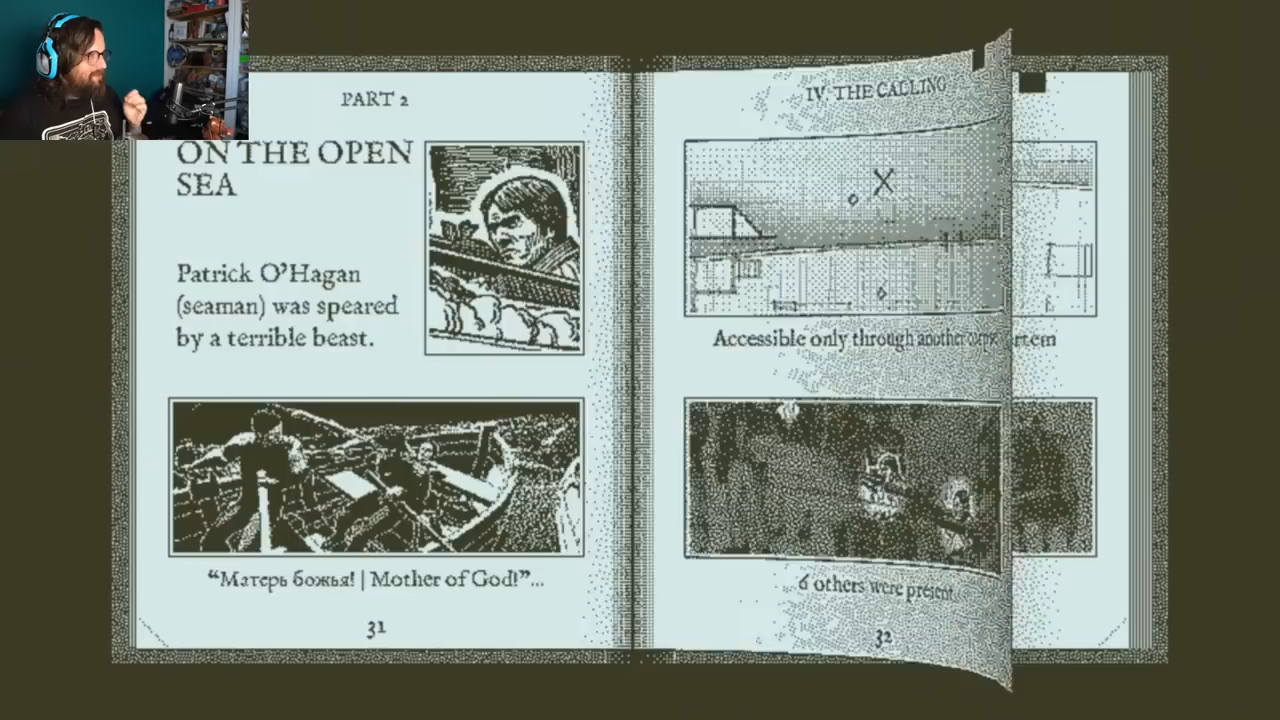 PART 2
ON THE OPEN
SEA
Patrick O'Hagan
(seaman) was speared
by a terrible beast.
“Матерь божья! | Mother of God!”...
31
IV. THE CALLING
Accessible only through another
6 others were present
32